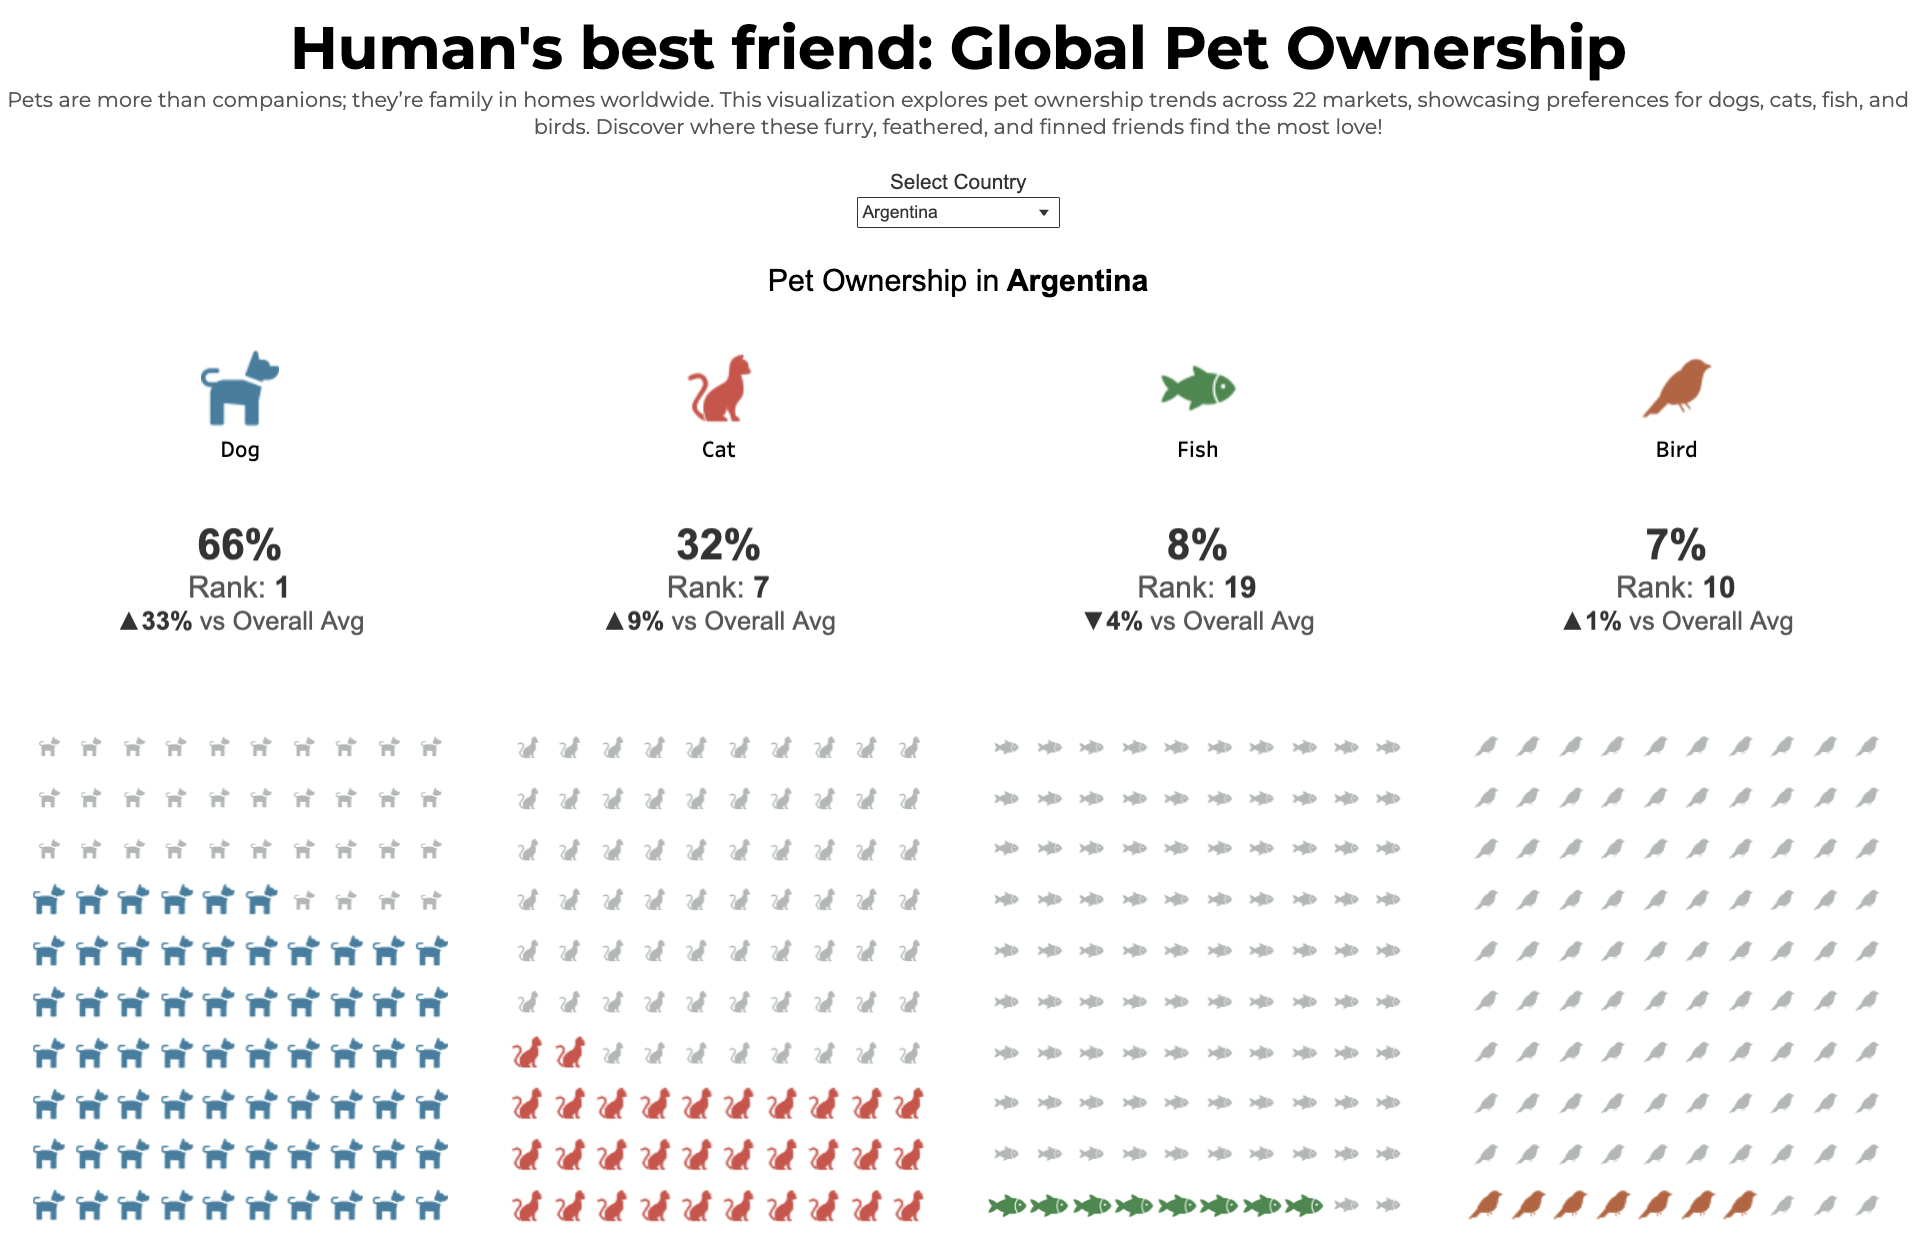 Human's best friend: Global Pet Ownership
Pets are more than companions; they’re family in homes worldwide. This visualization explores pet ownership trends across 22 markets, showcasing preferences for dogs, cats, fish, and
birds. Discover where these furry, feathered, and finned friends find the most love!
Select Country
Argentina
Pet Ownership in Argentina
Dog
Cat
Fish
Bird
66%
Rank: 1
▲33% vs Overall Avg
32%
Rank: 7
▲9% vs Overall Avg
8%
Rank: 19
▼4% vs Overall Avg
7%
Rank: 10
▲1% vs Overall Avg